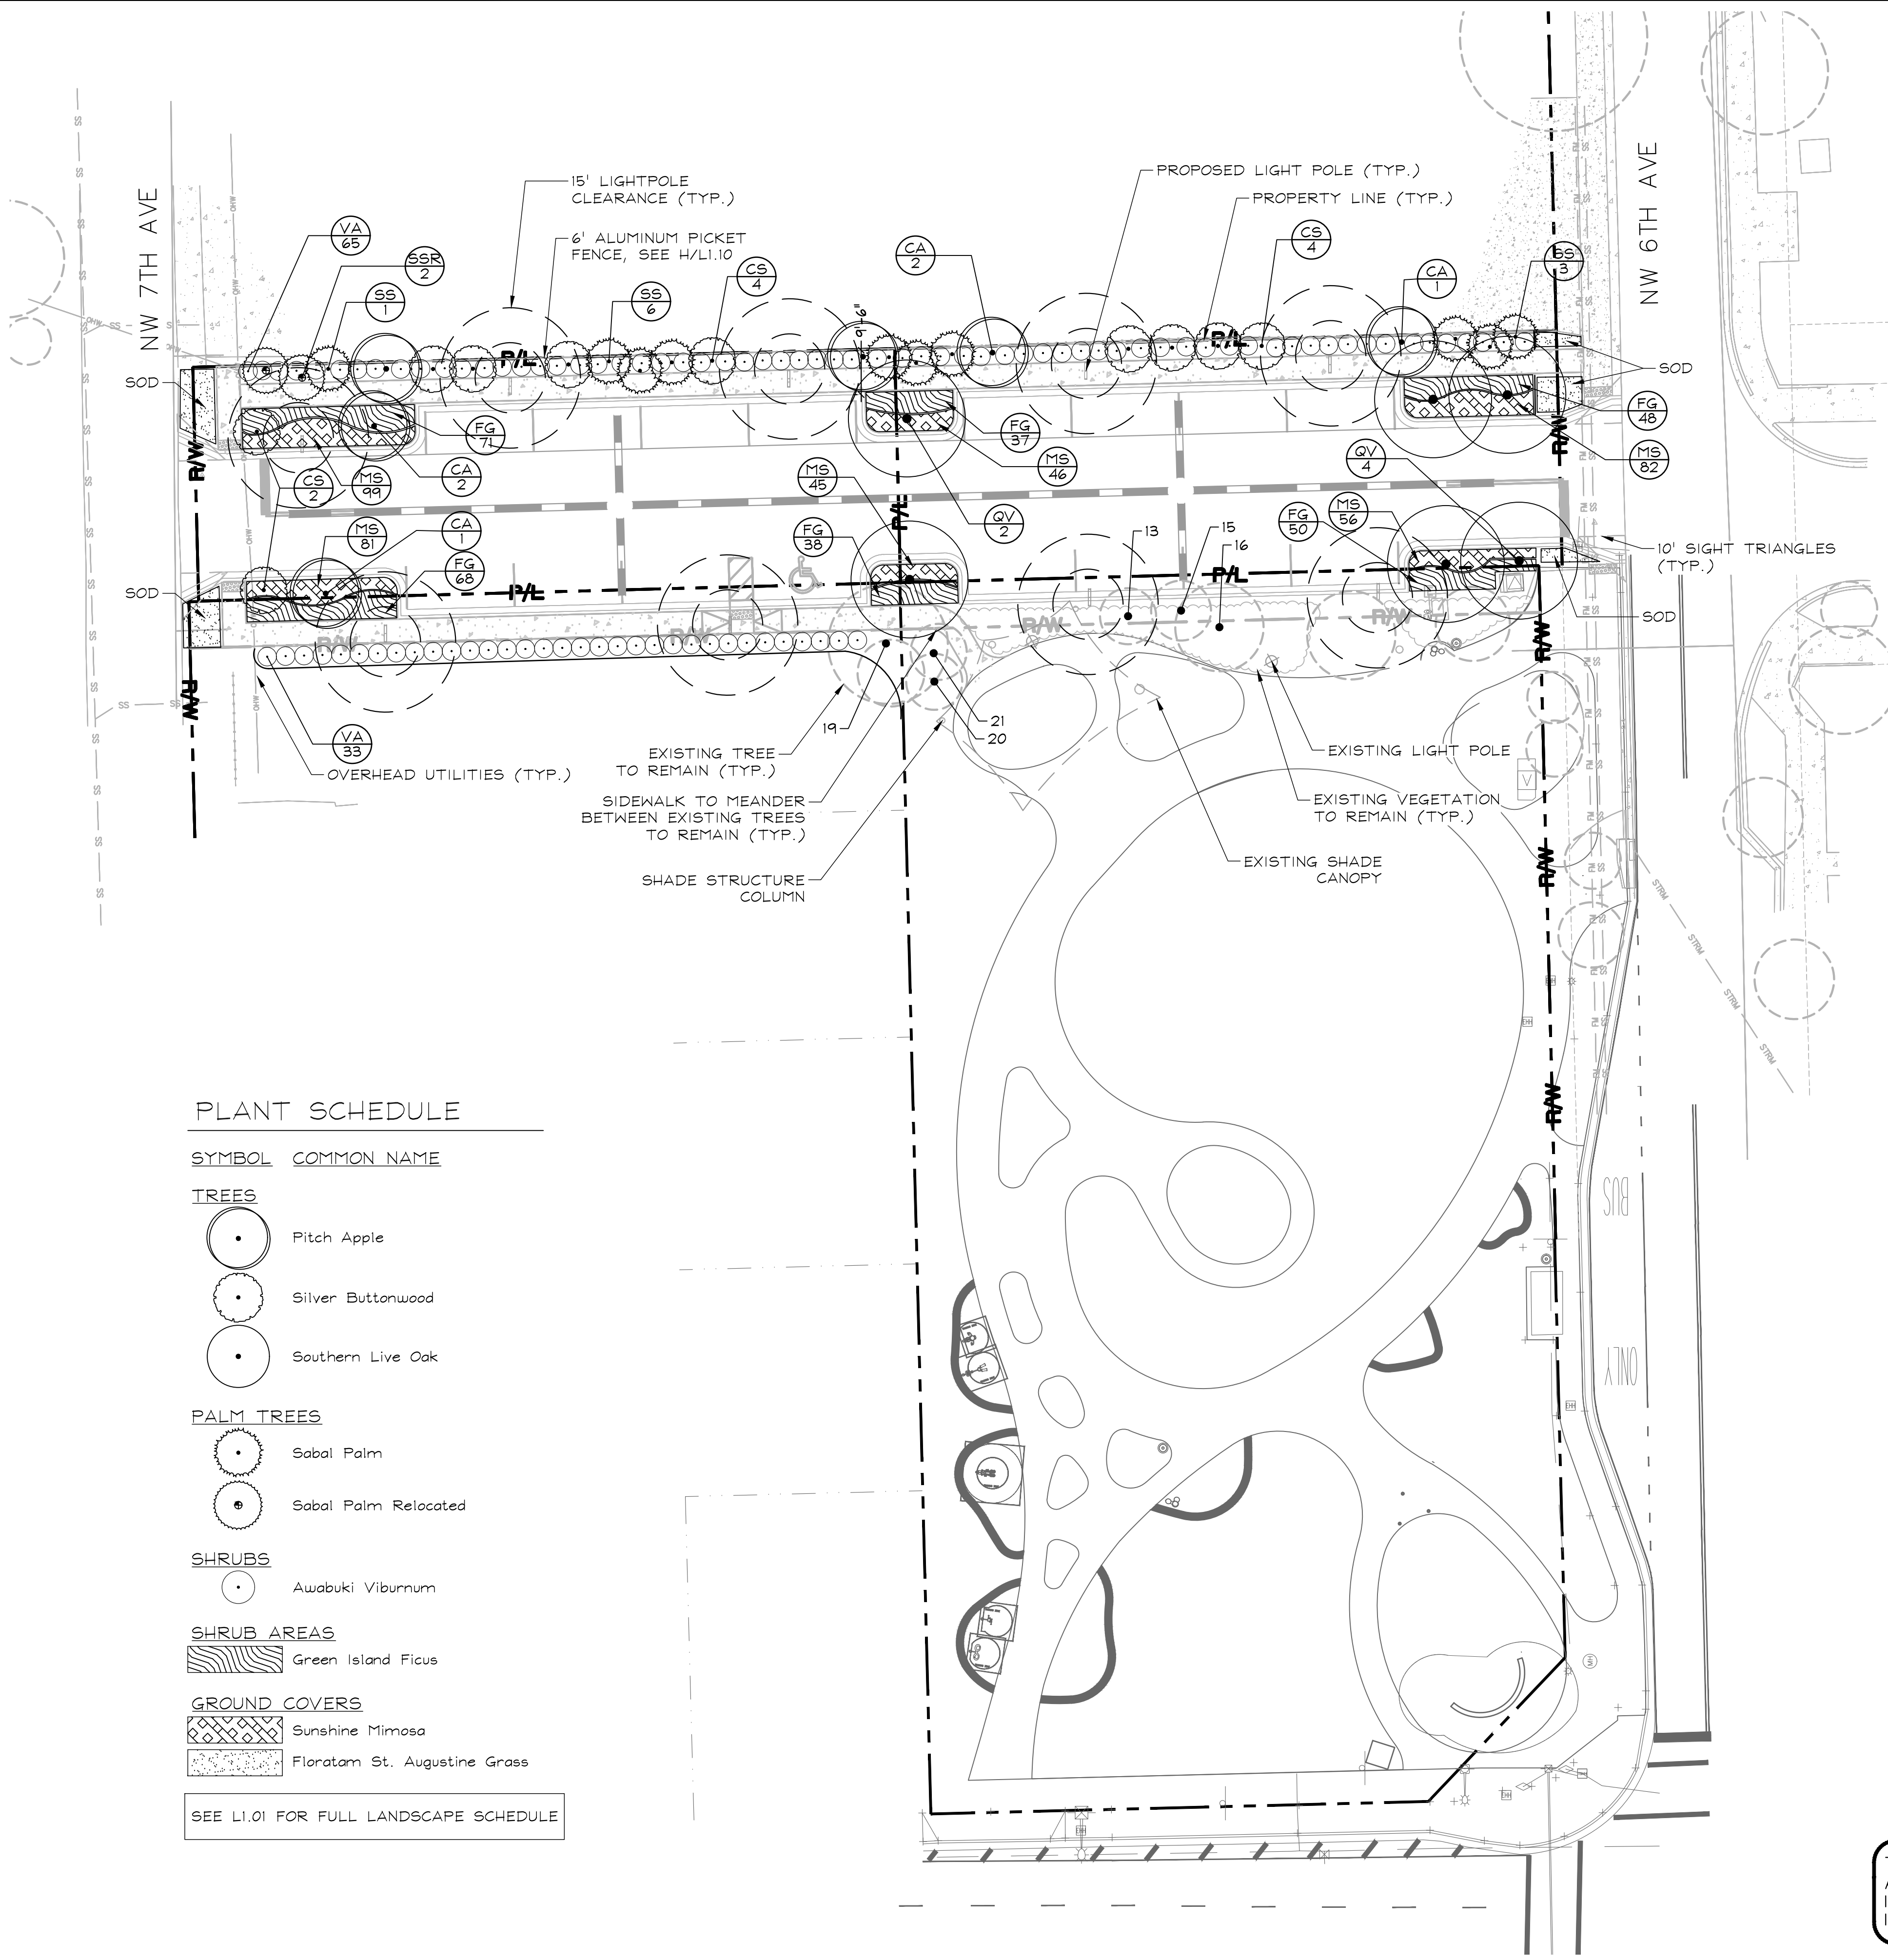 NW 7TH AVE
NW 6TH AVE
15' LIGHTPOLE
CLEARANCE (TYP.)
6' ALUMINUM PICKET
FENCE, SEE H/L1.10
PROPOSED LIGHT POLE (TYP.)
PROPERTY LINE (TYP.)
VA
65
SSR
2
SS
1
SS
6
CS
4
CA
2
CS
4
CA
1
SS
3
9'-6"
P/L
P/L
SOD
SOD
R/W
R/W
FG
71
CA
2
MS
99
CS
2
FG
37
MS
46
QV
2
P/L
FG
48
MS
82
QV
4
MS
45
FG
38
MS
81
CA
1
FG
68
FG
50
MS
56
13
15
16
10' SIGHT TRIANGLES
(TYP.)
SOD
SOD
P/L
P/L
R/W
R/W
R/W
R/W
R/W
R/W
R/W
R/W
VA
33
OVERHEAD UTILITIES (TYP.)
19
21
20
EXISTING TREE
TO REMAIN (TYP.)
SIDEWALK TO MEANDER
BETWEEN EXISTING TREES
TO REMAIN (TYP.)
SHADE STRUCTURE
COLUMN
EXISTING LIGHT POLE
EXISTING VEGETATION
TO REMAIN (TYP.)
EXISTING SHADE
CANOPY
STRM
STRM
STRM
BUS
ONLY
PLANT SCHEDULE
SYMBOL COMMON NAME
TREES
Pitch Apple
Silver Buttonwood
Southern Live Oak
PALM TREES
Sabal Palm
Sabal Palm Relocated
SHRUBS
Awabuki Viburnum
SHRUB AREAS
Green Island Ficus
GROUND COVERS
Sunshine Mimosa
Floratam St. Augustine Grass
SEE L1.01 FOR FULL LANDSCAPE SCHEDULE